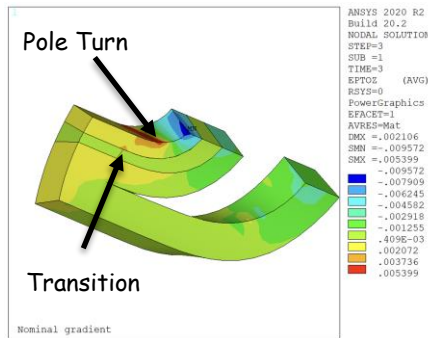 1
Pole Turn
Transition
Nominal gradient
ANSYS 2020 R2
Build 20.2
NODAL SOLUTION
STEP=3
SUB =1
TIME=3
EPTOZ (AVG)
RSYS=0
PowerGraphics
EFACET=1
AVRES=Mat
DMX =.002106
SMN =-.009572
SMX =.005399
-.009572
-.007909
-.006245
-.004582
-.002918
-.001255
.409E-03
.002072
.003736
.005399